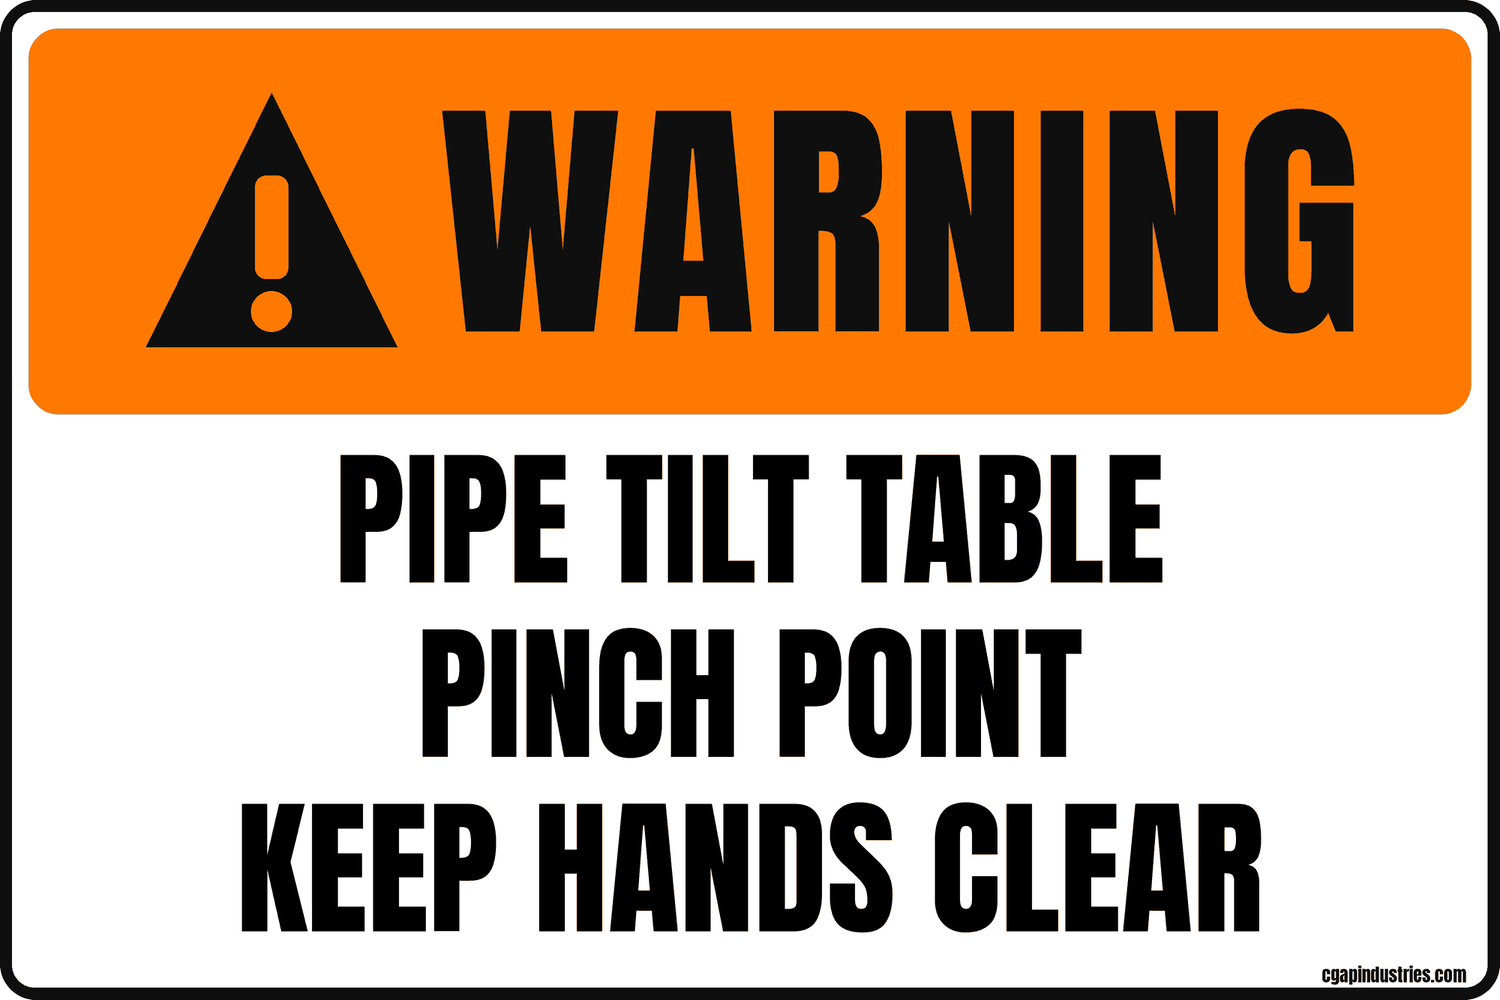 WARNING
PIPE TILT TABLE
PINCH POINT
KEEP HANDS CLEAR
cgapindustries.com